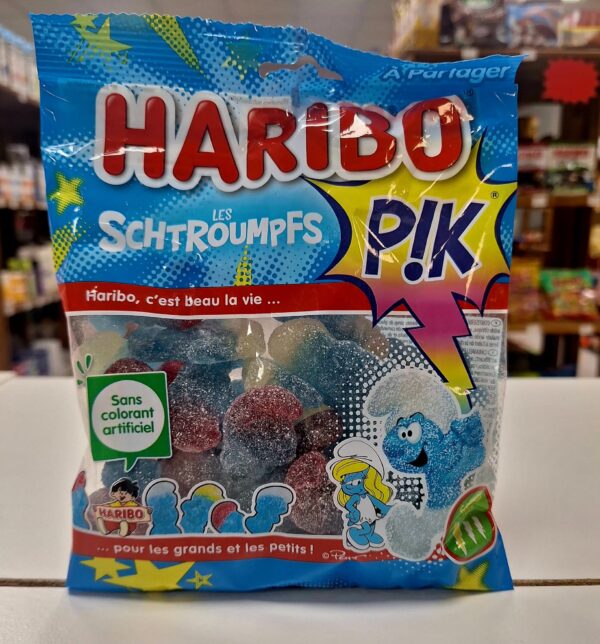 À Partager
HARIBO
LES
SCHTROUMPFS
P!K®
Haribo, c'est beau la vie ...
Sans
colorant
artificiel
HARIBO
... pour les grands et les petits !
© Peyo